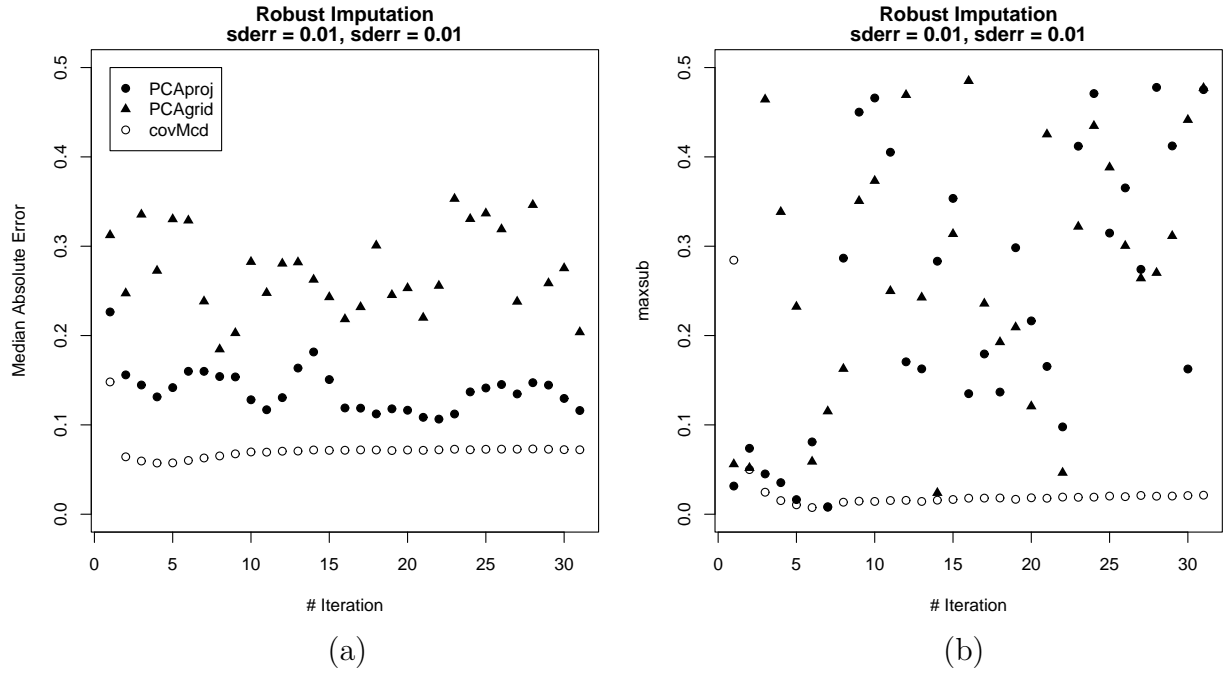 Robust Imputation
sderr = 0.01, sderr = 0.01
Median Absolute Error
0.5
0.4
0.3
0.2
0.1
0.0
PCAproj
PCAgrid
covMcd
0 5 10 15 20 25 30
# Iteration
(a)
Robust Imputation
sderr = 0.01, sderr = 0.01
maxsub
0.5
0.4
0.3
0.2
0.1
0.0
0 5 10 15 20 25 30
# Iteration
(b)